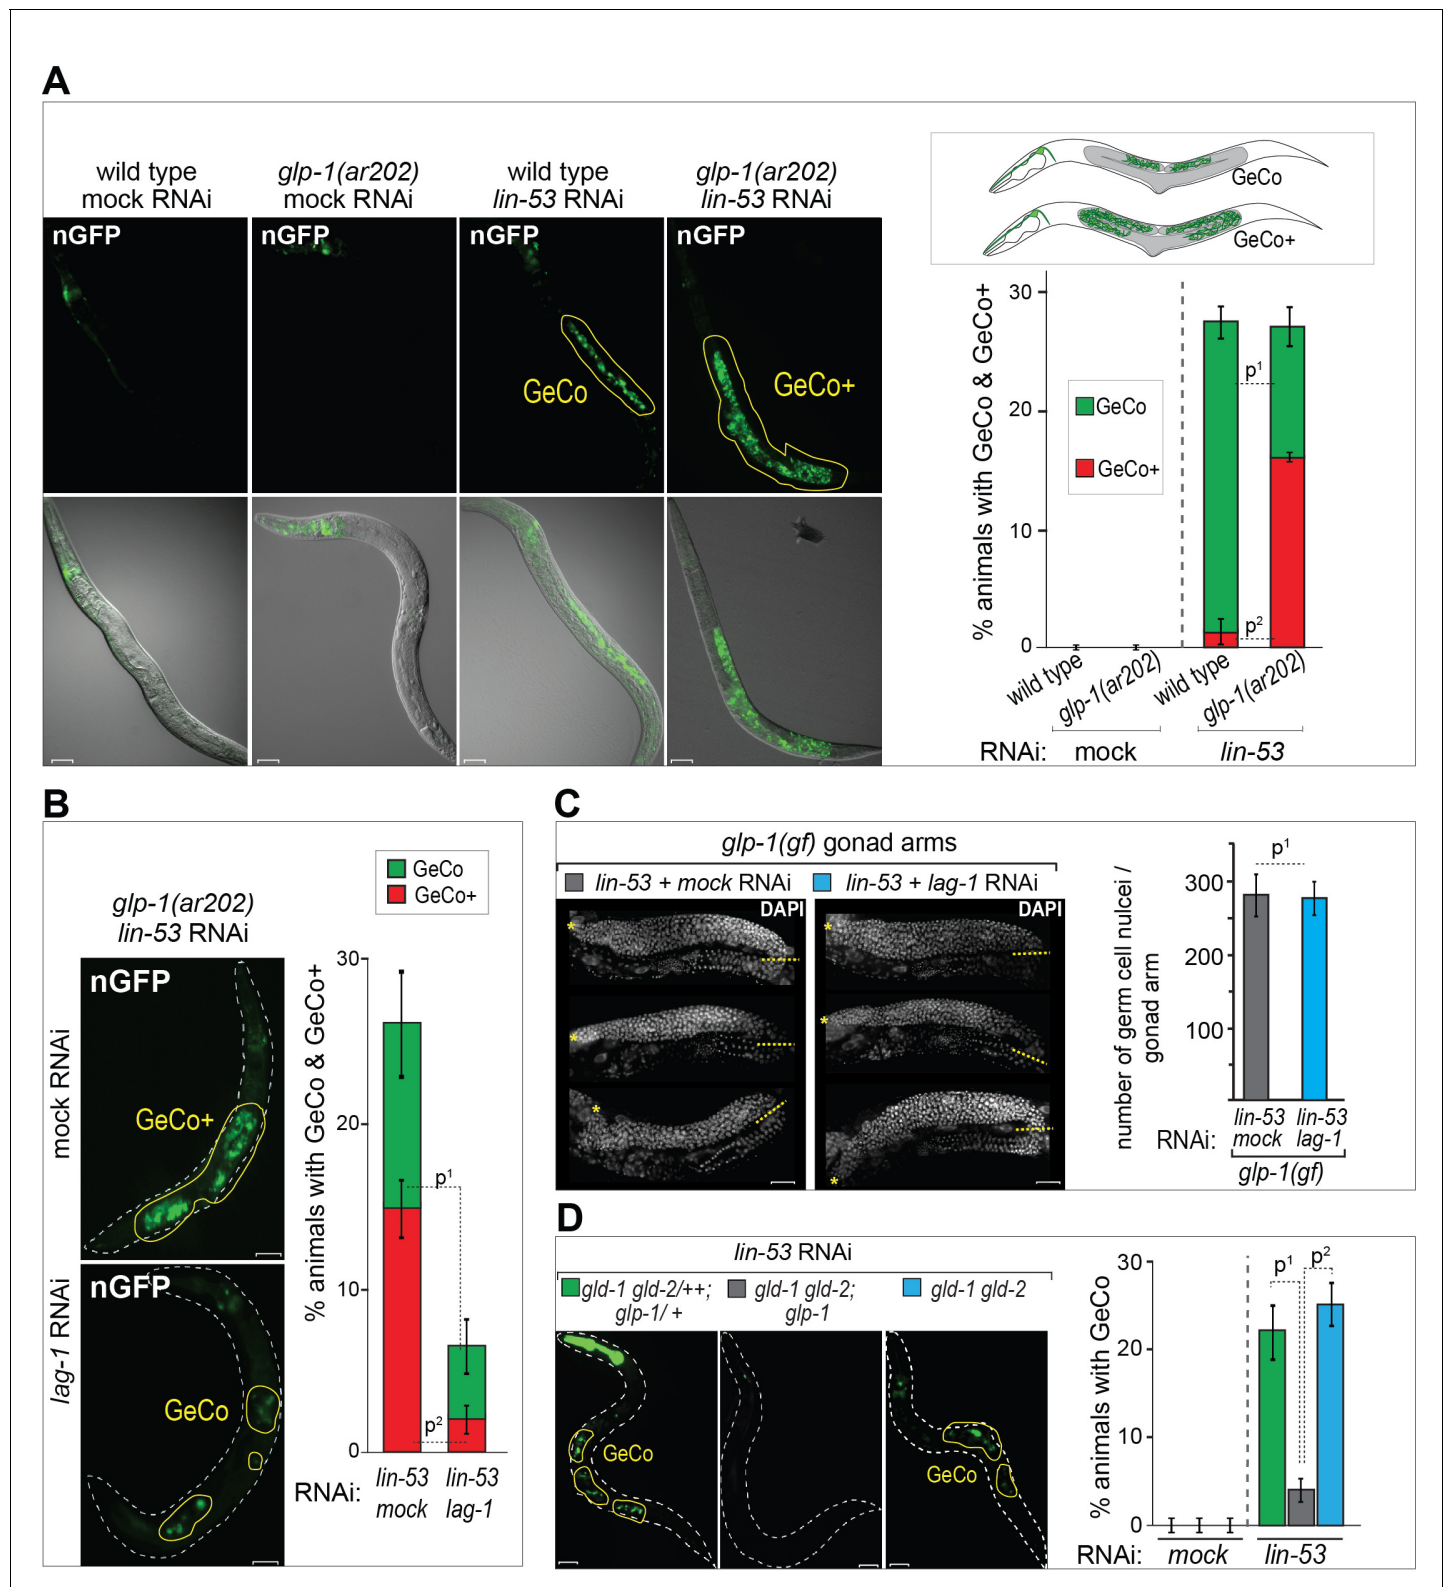 A
wild type
mock RNAi
glp-1(ar202)
mock RNAi
wild type
lin-53 RNAi
glp-1(ar202)
lin-53 RNAi
nGFP
nGFP
nGFP
nGFP
GeCo
GeCo+
GeCo
GeCo+
% animals with GeCo & GeCo+
30
20
10
0
GeCo
GeCo+
p1
p2
wild type
glp-1(ar202)
wild type
glp-1(ar202)
RNAi: mock lin-53
B
GeCo
GeCo+
glp-1(ar202)
lin-53 RNAi
mock RNAi
nGFP
GeCo+
lag-1 RNAi
nGFP
GeCo
% animals with GeCo & GeCo+
30
20
10
0
p1
p2
RNAi:
lin-53
mock
lin-53
lag-1
C
glp-1(gf) gonad arms
lin-53 + mock RNAi
lin-53 + lag-1 RNAi
DAPI
DAPI
*
*
*
*
*
*
number of germ cell nulcei /
gonad arm
300
200
100
p1
RNAi:
lin-53
mock
lin-53
lag-1
glp-1(gf)
D
lin-53 RNAi
gld-1 gld-2/++;
glp-1/ +
gld-1 gld-2;
glp-1
gld-1 gld-2
GeCo
GeCo
% animals with GeCo
30
20
10
0
p1
p2
RNAi: mock lin-53